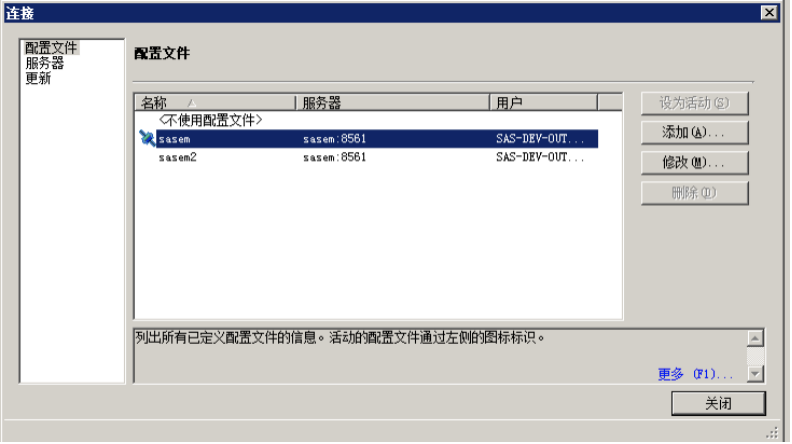 连接
配置文件
服务器
更新
配置文件
名称 服务器 用户
<不使用配置文件>
sasem sasem:8561 SAS-DEV-OUT...
sasem2 sasem:8561 SAS-DEV-OUT...
设为活动(S)
添加(A)...
修改(M)...
删除(D)
列出所有已定义配置文件的信息。活动的配置文件通过左侧的图标标识。
更多 (F1)...
关闭